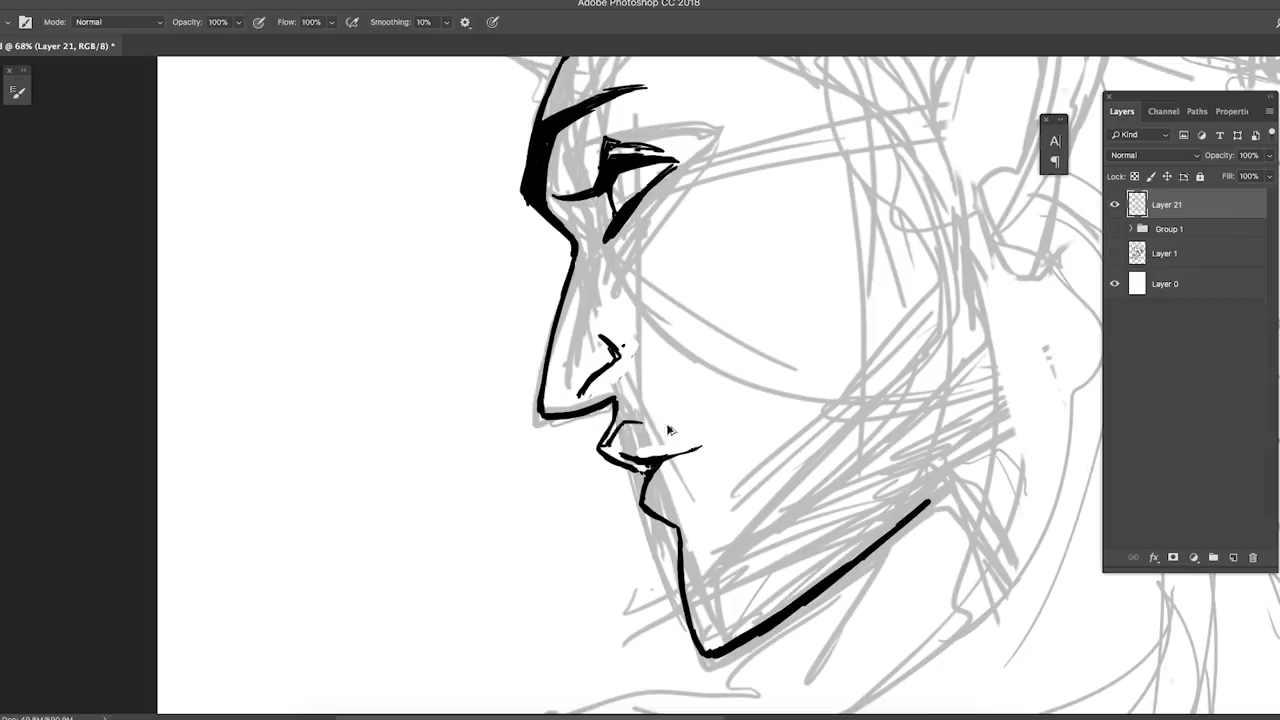 Adobe Photoshop CC 2018
Mode: Normal Opacity: 100% Flow: 100% Smoothing: 10%
@ 68% (Layer 21, RGB/8) *
Layers Channel Paths Properti
Kind
Normal Opacity: 100%
Lock: Fill: 100%
Layer 21
Group 1
Layer 1
Layer 0
A
¶